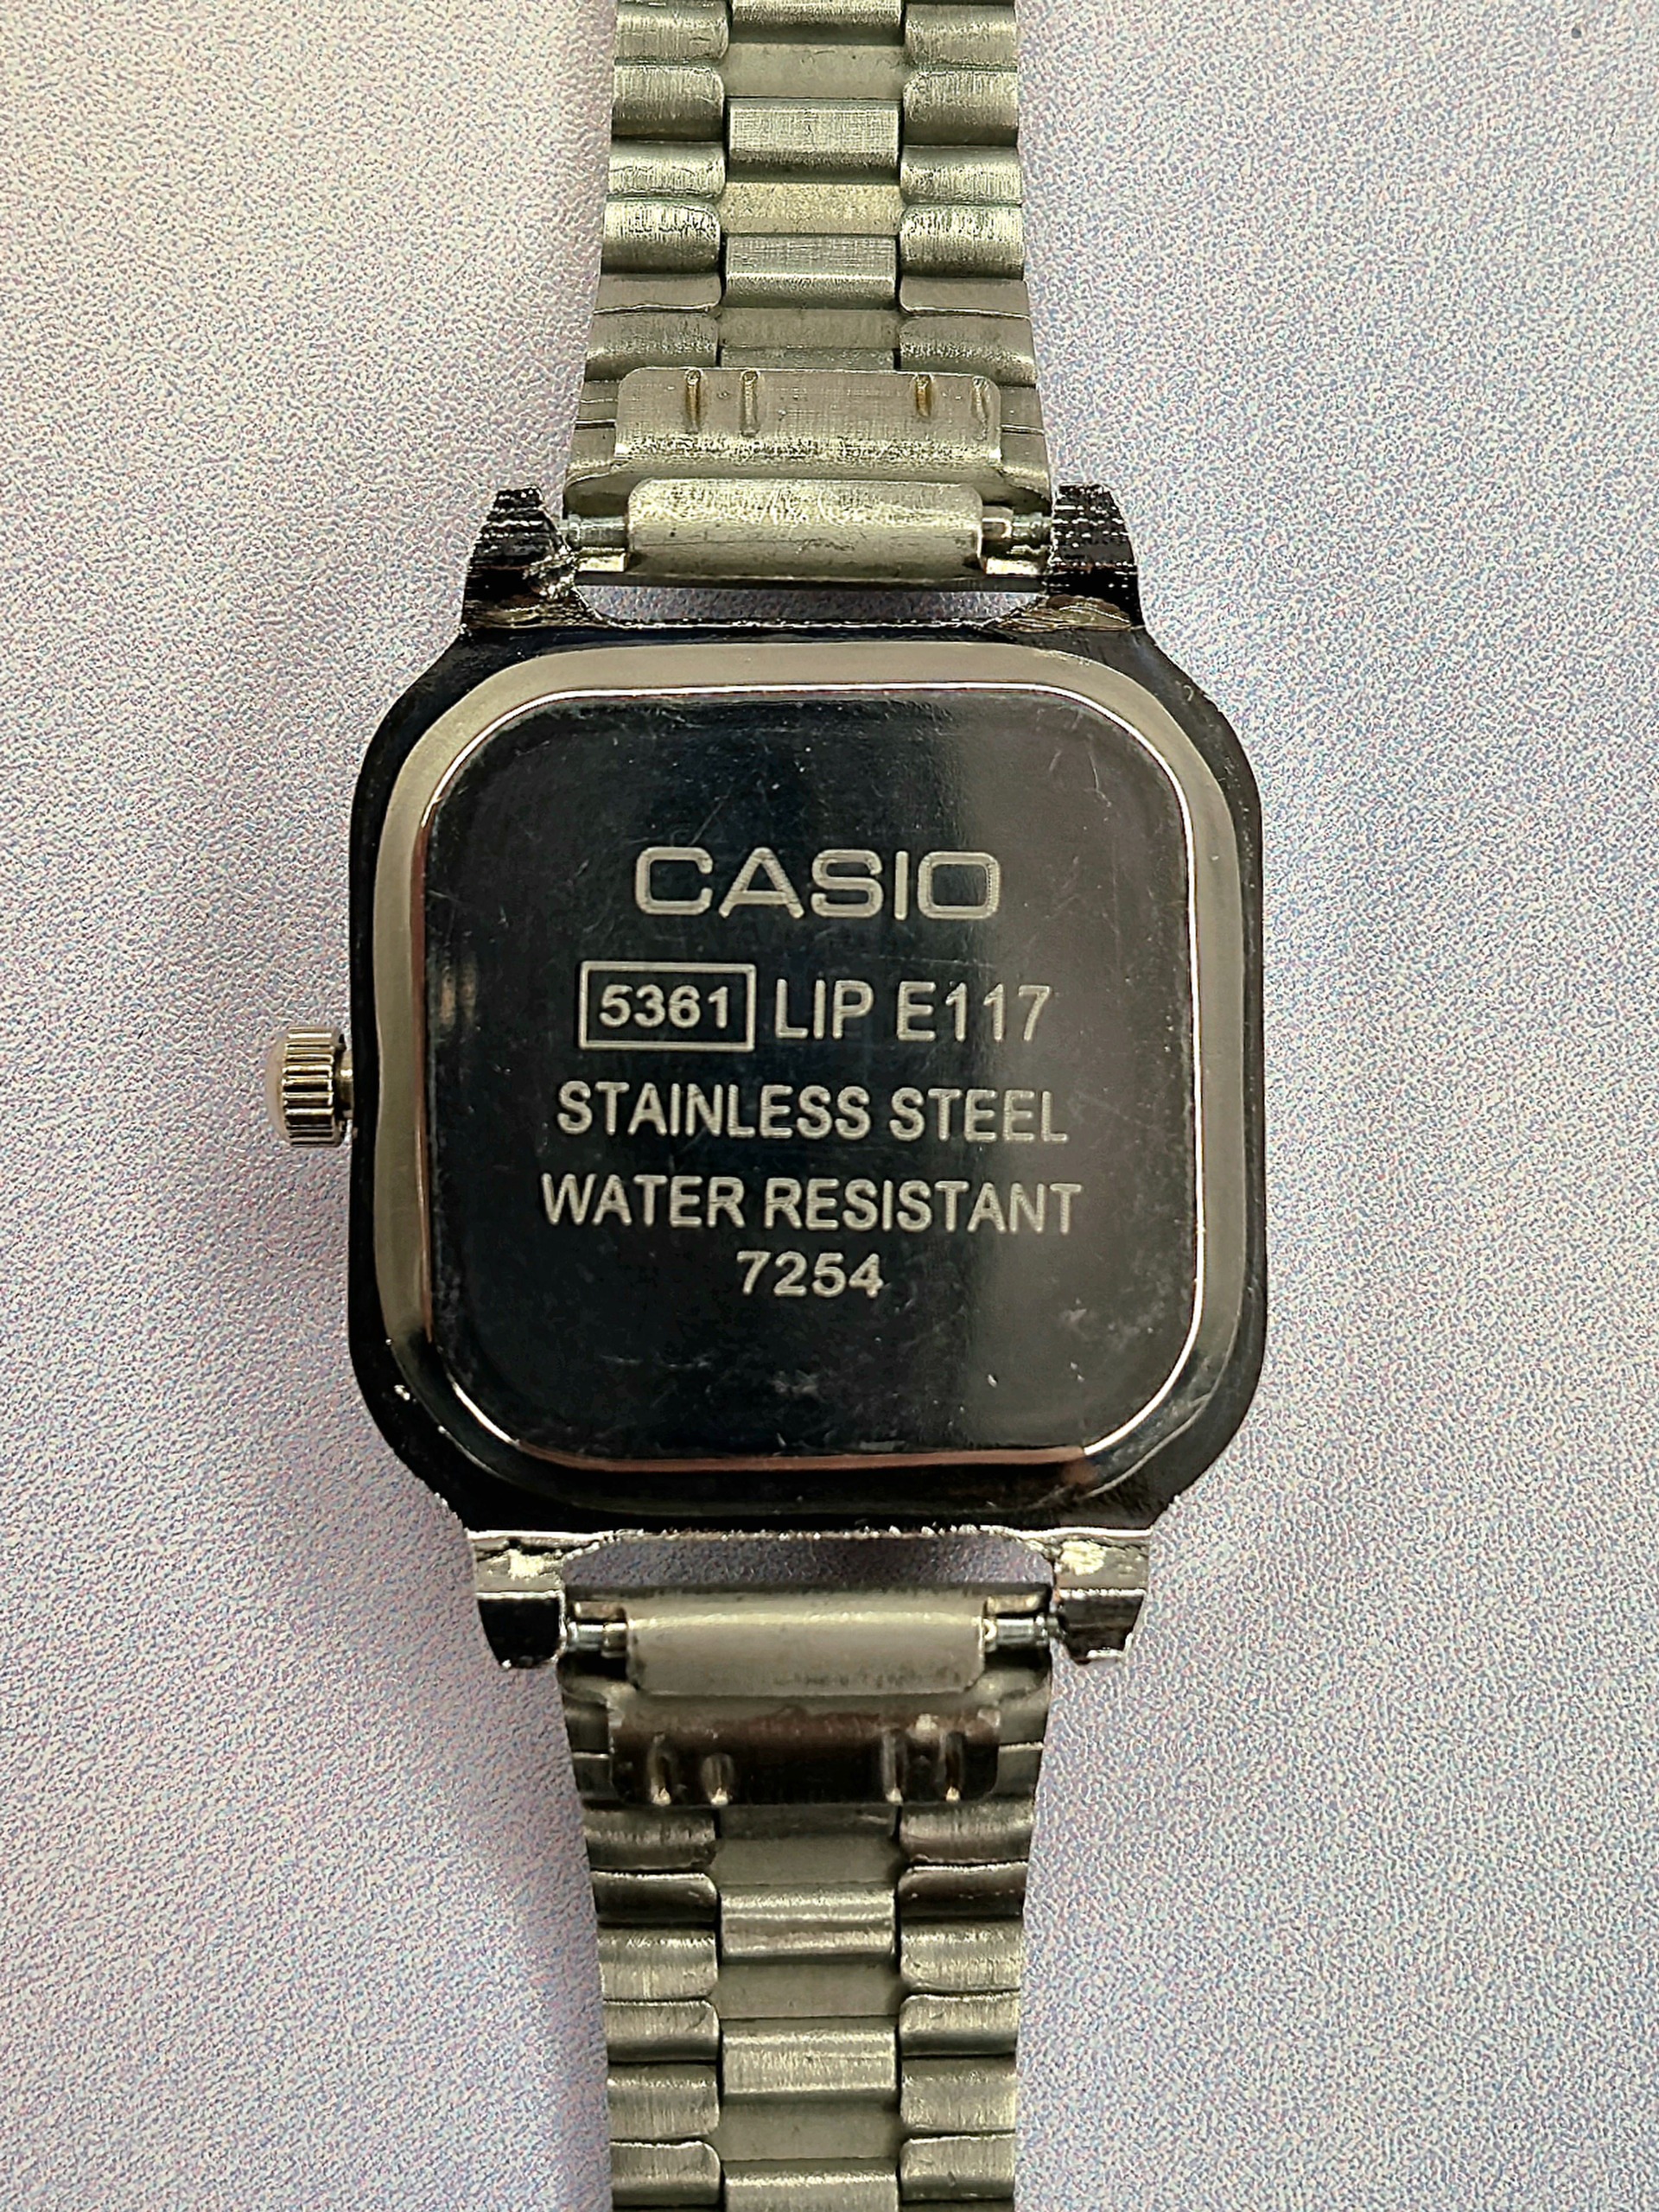 CASIO
5361 LIP E117
STAINLESS STEEL
WATER RESISTANT
7254